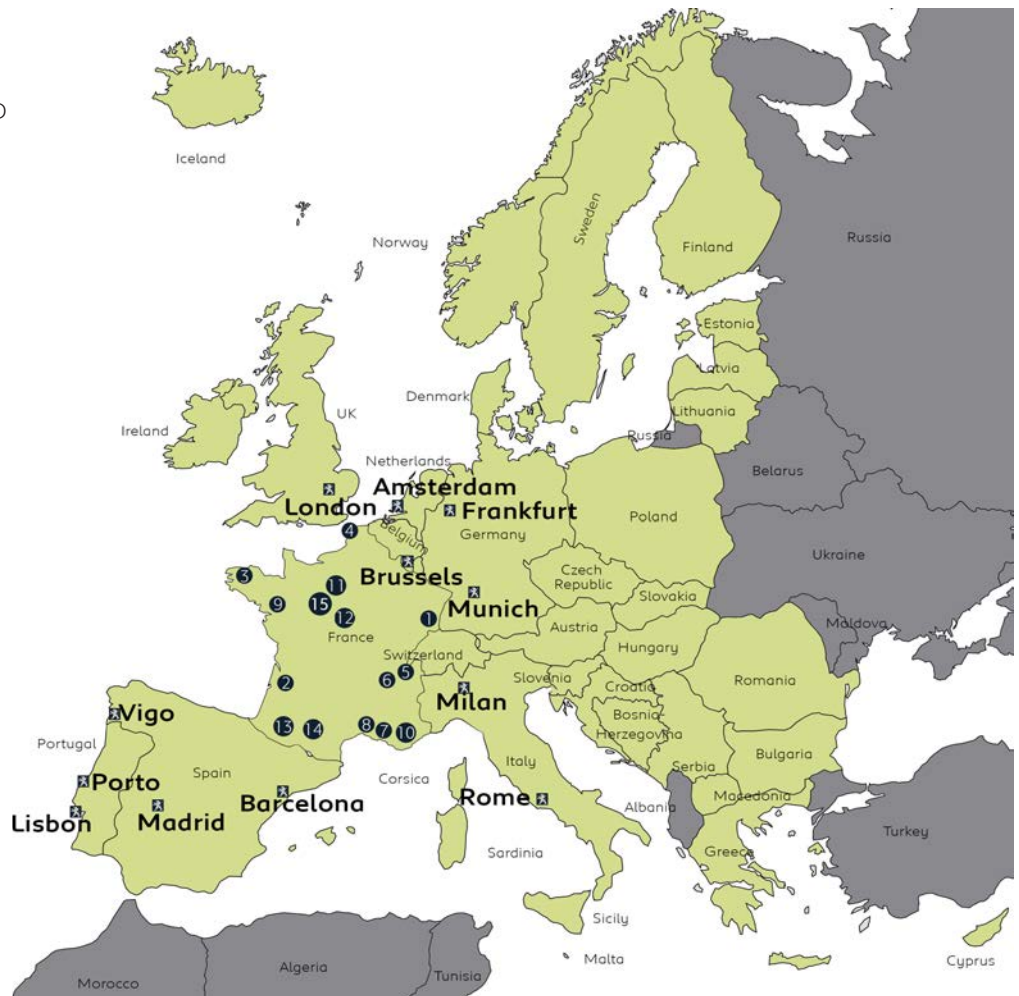 Iceland
Norway
Sweden
Finland
Russia
Estonia
Latvia
Lithuania
Russia
Denmark
UK
Ireland
Netherlands
Amsterdam
London
Frankfurt
Belgium
Germany
Poland
Belarus
Ukraine
4
3
Brussels
Czech
Republic
Slovakia
Munich
11
9
15
12
1
France
Austria
Moldova
Hungary
Switzerland
5
6
2
Slovenia
Milan
Croatia
Romania
Vigo
13
14
8
7
10
Bosnia-
Herzegovina
Portugal
Spain
Corsica
Italy
Serbia
Bulgaria
Porto
Barcelona
Rome
Albania
Macedonia
Lisbon
Madrid
Turkey
Sardinia
Greece
Sicily
Malta
Cyprus
Morocco
Algeria
Tunisia